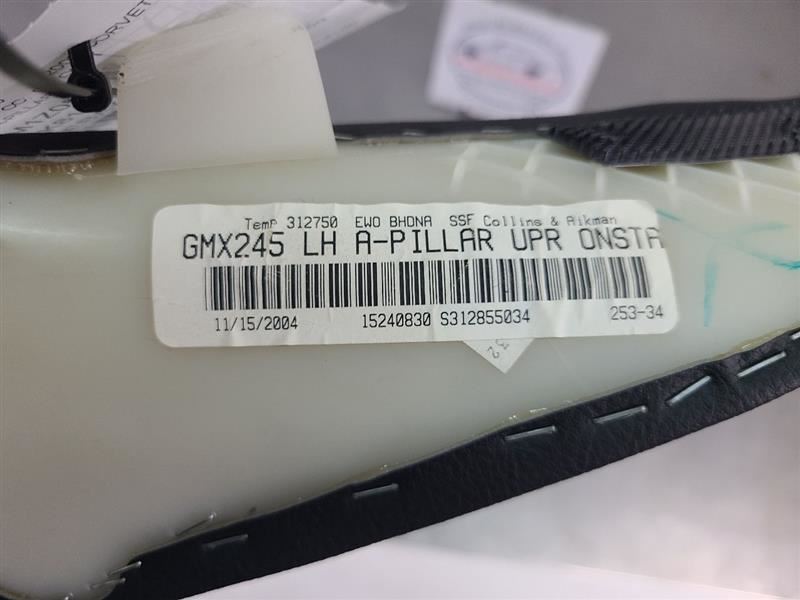 Temp 312750 EWO BHDNA SSF Collins & Aikman
GMX245 LH A-PILLAR UPR ONSTA
11/15/2004 15240830 S312855034 253-34
32